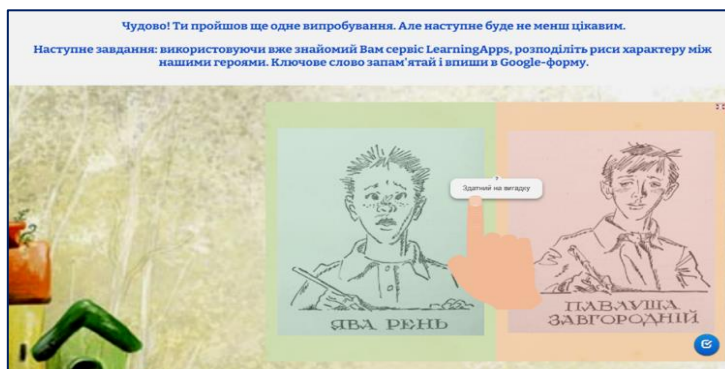 Чудово! Ти пройшов ще одне випробування. Але наступне буде не менш цікавим.
Наступне завдання: використовуючи вже знайомий Вам сервіс LearningApps, розподіліть риси характеру між
нашими героями. Ключове слово запам'ятай і впиши в Google-форму.
Здатний на вигадку
ЯВА РЕНЬ
ПАВЛУША
ЗАВГОРОДНІЙ